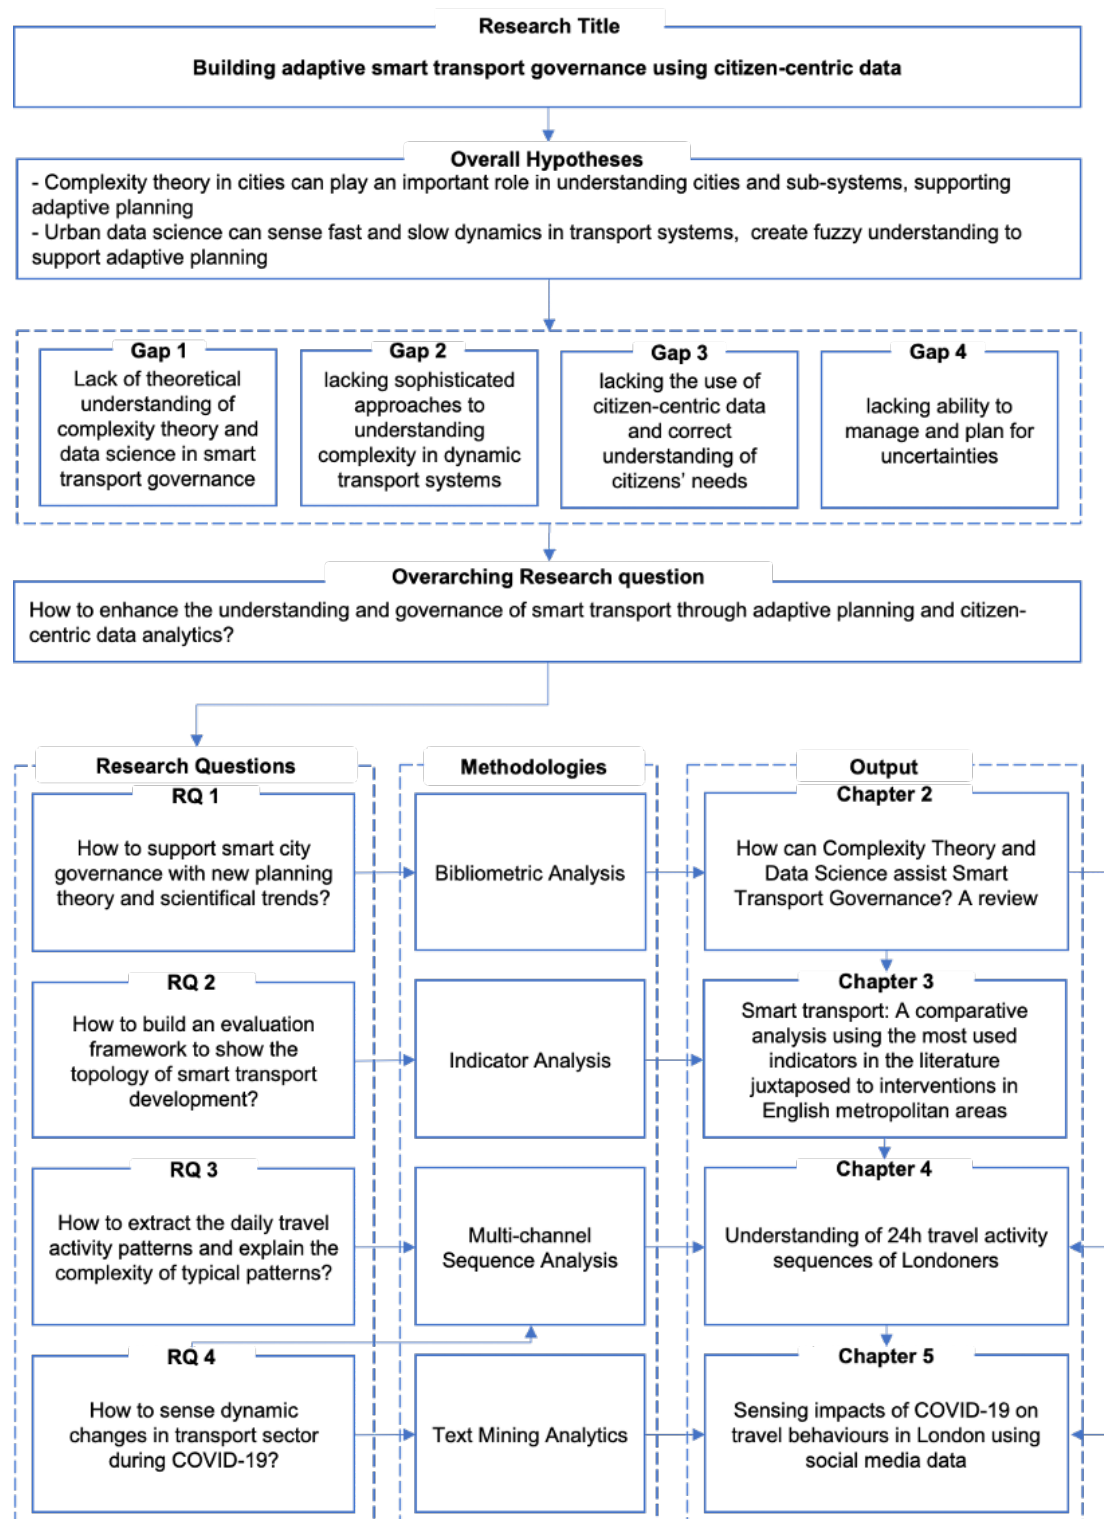 Research Title
Building adaptive smart transport governance using citizen-centric data
Overall Hypotheses
- Complexity theory in cities can play an important role in understanding cities and sub-systems, supporting
adaptive planning
- Urban data science can sense fast and slow dynamics in transport systems,  create fuzzy understanding to
support adaptive planning
Gap 1
Lack of theoretical
understanding of
complexity theory and
data science in smart
transport governance
Gap 2
lacking sophisticated
approaches to
understanding
complexity in dynamic
transport systems
Gap 3
lacking the use of
citizen-centric data
and correct
understanding of
citizens' needs
Gap 4
lacking ability to
manage and plan for
uncertainties
Overarching Research question
How to enhance the understanding and governance of smart transport through adaptive planning and citizen-
centric data analytics?
Research Questions
Methodologies
Output
RQ 1
How to support smart city
governance with new planning
theory and scientifical trends?
Bibliometric Analysis
Chapter 2
How can Complexity Theory and
Data Science assist Smart
Transport Governance? A review
RQ 2
How to build an evaluation
framework to show the
topology of smart transport
development?
Indicator Analysis
Chapter 3
Smart transport: A comparative
analysis using the most used
indicators in the literature
juxtaposed to interventions in
English metropolitan areas
RQ 3
How to extract the daily travel
activity patterns and explain the
complexity of typical patterns?
Multi-channel
Sequence Analysis
Chapter 4
Understanding of 24h travel activity
sequences of Londoners
RQ 4
How to sense dynamic
changes in transport sector
during COVID-19?
Text Mining Analytics
Chapter 5
Sensing impacts of COVID-19 on
travel behaviours in London using
social media data